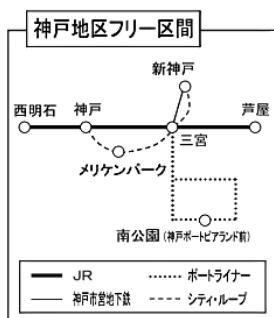 神戸地区フリー区間
新神戸
西明石
神戸
芦屋
三宮
メリケンパーク
南公園(神戸ポートピアランド前)
JR
ポートライナー
神戸市営地下鉄
シティ・ループ